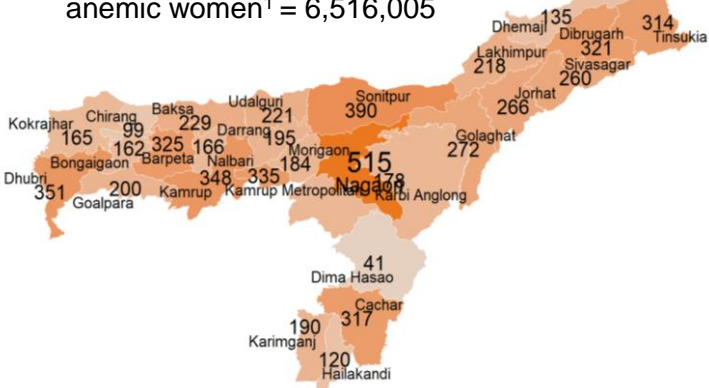 anemic women¹ = 6,516,005
Dhemaji
135
Dibrugarh
321
314
Tinsukia
Lakhimpur
218
Sivasagar
260
Jorhat
266
Sonitpur
390
Udalguri
221
Baksa
229
Chirang
99
Kokrajhar
165
Darrang
195
Golaghat
272
162
Bongaigaon
325
Barpeta
166
Nalbari
Morigaon
184
515
Nagaon
178
Karbi Anglong
Dhubri
351
200
Goalpara
348
Kamrup
335
Kamrup Metropolitan
41
Dima Hasao
Cachar
317
190
Karimganj
120
Hailakandi